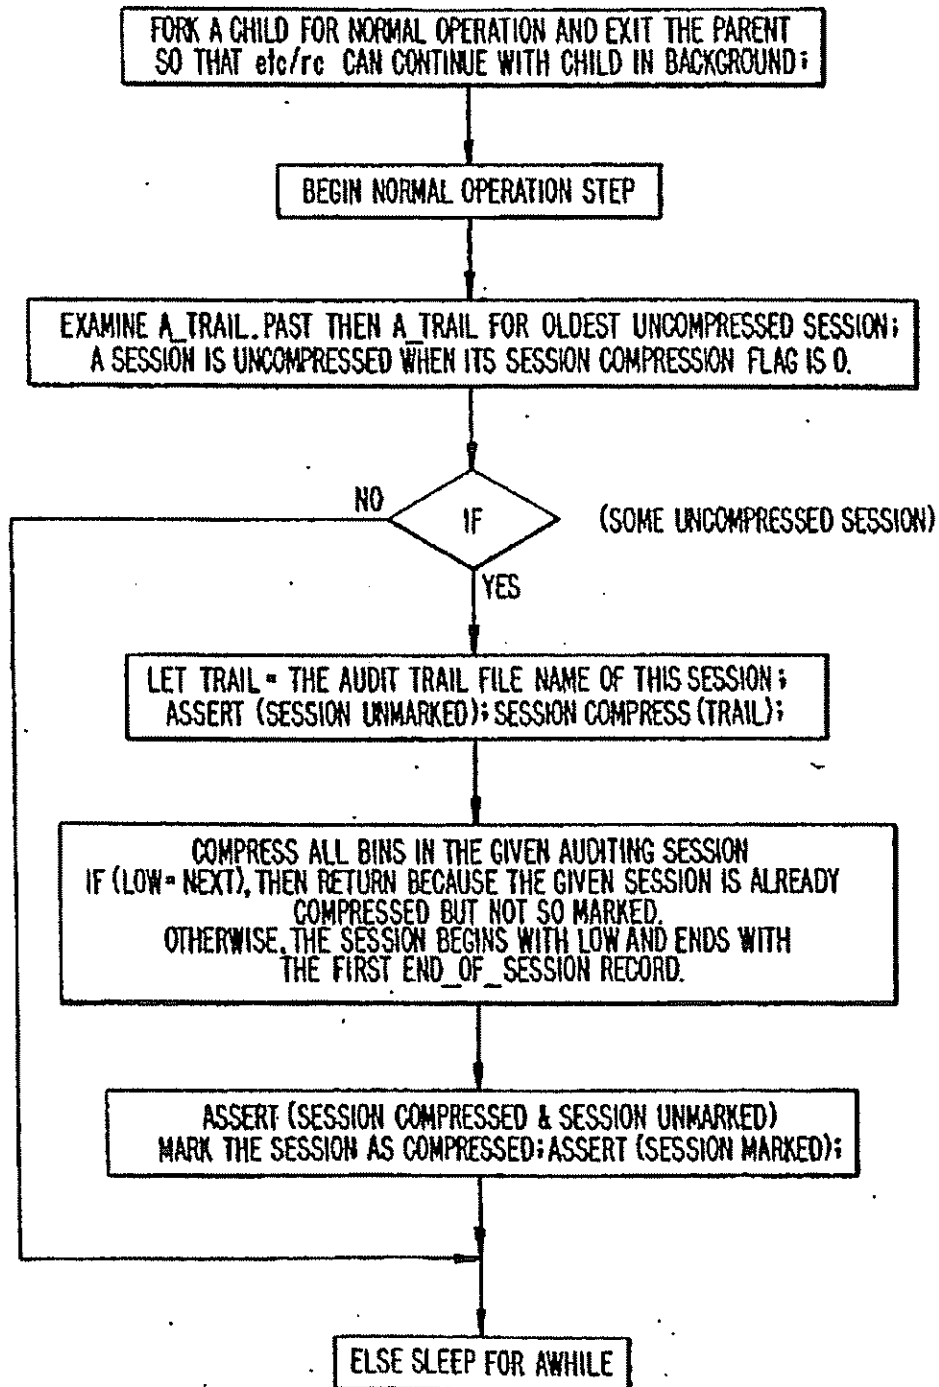 FORK A CHILD FOR NORMAL OPERATION AND EXIT THE PARENT
SO THAT etc/rc CAN CONTINUE WITH CHILD IN BACKGROUND;
BEGIN NORMAL OPERATION STEP
EXAMINE A_TRAIL.PAST THEN A_TRAIL FOR OLDEST UNCOMPRESSED SESSION;
A SESSION IS UNCOMPRESSED WHEN ITS SESSION COMPRESSION FLAG IS 0.
NO
IF
(SOME UNCOMPRESSED SESSION)
YES
LET TRAIL = THE AUDIT TRAIL FILE NAME OF THIS SESSION;
ASSERT (SESSION UNMARKED); SESSION COMPRESS (TRAIL);
COMPRESS ALL BINS IN THE GIVEN AUDITING SESSION
IF (LOW=NEXT), THEN RETURN BECAUSE THE GIVEN SESSION IS ALREADY
COMPRESSED BUT NOT SO MARKED.
OTHERWISE, THE SESSION BEGINS WITH LOW AND ENDS WITH
THE FIRST END_OF_SESSION RECORD.
ASSERT (SESSION COMPRESSED & SESSION UNMARKED)
MARK THE SESSION AS COMPRESSED; ASSERT (SESSION MARKED);
ELSE SLEEP FOR AWHILE